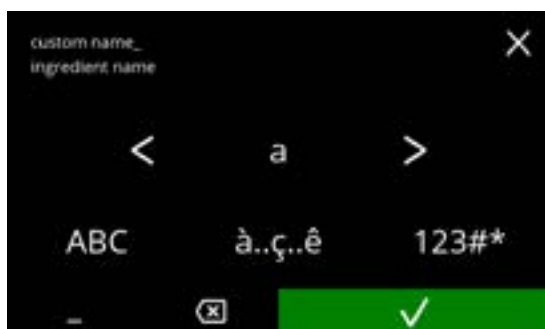 custom name_
ingredient name
< a >
ABC à..ç..ê 123#*
_